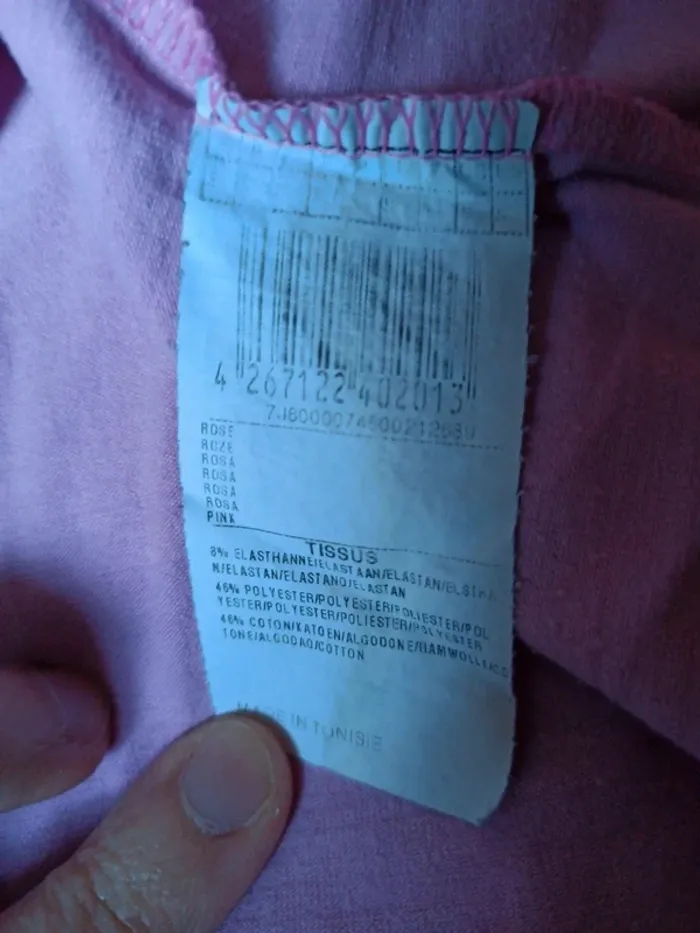 4 267122 402013
ROSE
ROZE
ROSA
ROSA
ROSA
ROSA
PINK
TISSUS
8% ELASTHANNE/ELASTAAN/ELASTAN/ELSTA
N/ELASTAN/ELASTANO/ELASTAN
46% POLYESTER/POLYESTER/POLIESTER/POL
YESTER/POLYESTER/POLIESTER/POLYESTER
46% COTON/KATOEN/ALGODONE/BAMWOLLE/CO
TONE/ALGODAO/COTTON
MADE IN TUNISIE